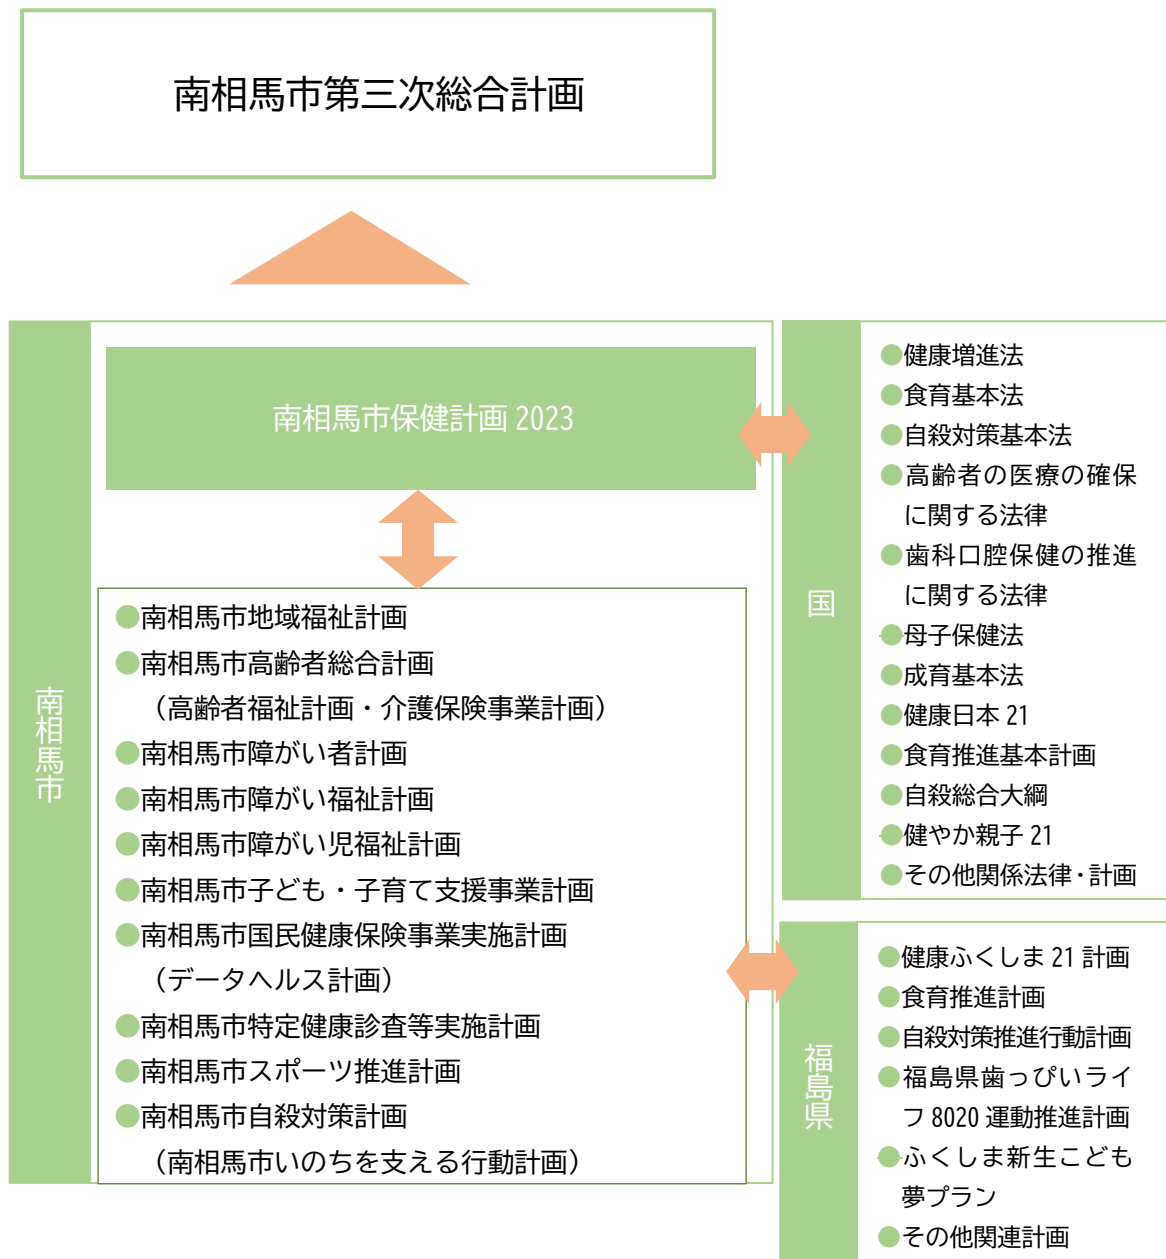 南相馬市第三次総合計画
南相馬市
南相馬市保健計画 2023
●南相馬市地域福祉計画
●南相馬市高齢者総合計画
（高齢者福祉計画・介護保険事業計画）
●南相馬市障がい者計画
●南相馬市障がい福祉計画
●南相馬市障がい児福祉計画
●南相馬市子ども・子育て支援事業計画
●南相馬市国民健康保険事業実施計画
（データヘルス計画）
●南相馬市特定健康診査等実施計画
●南相馬市スポーツ推進計画
●南相馬市自殺対策計画
（南相馬市いのちを支える行動計画）
国
●健康増進法
●食育基本法
●自殺対策基本法
●高齢者の医療の確保
に関する法律
●歯科口腔保健の推進
に関する法律
●母子保健法
●成育基本法
●健康日本 21
●食育推進基本計画
●自殺総合大綱
●健やか親子 21
●その他関係法律・計画
福島県
●健康ふくしま 21 計画
●食育推進計画
●自殺対策推進行動計画
●福島県歯っぴいライ
フ 8020 運動推進計画
●ふくしま新生こども
夢プラン
●その他関連計画